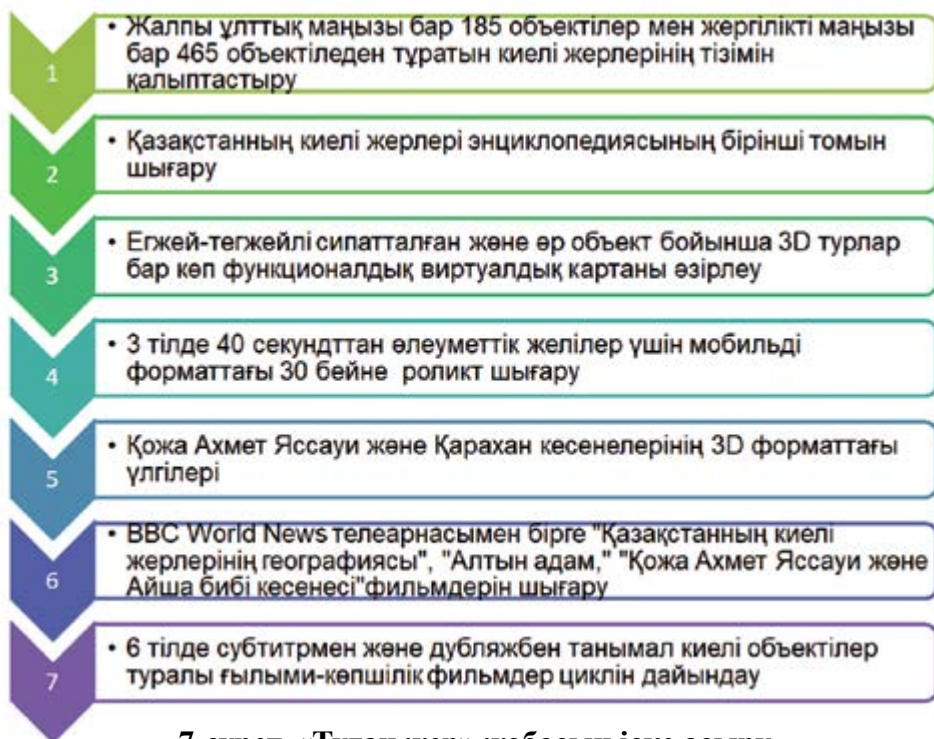 • Жалпы ұлттық маңызы бар 185 объектілер мен жергілікті маңызы
бар 465 объектіледен тұратын киелі жерлерінің тізімін
қалыптастыру
1
• Қазақстанның киелі жерлері энциклопедиясының бірінші томын
шығару
2
• Егжей-тегжейлі сипатталған және әр объект бойынша 3D турлар
бар көп функционалдық виртуалдық картаны әзірлеу
3
• 3 тілде 40 секундттан әлеуметтік желілер үшін мобильді
форматтағы 30 бейне роликт шығару
4
• Қожа Ахмет Яссауи және Қарахан кесенелерінің 3D форматтағы
үлгілері
5
• BBC World News телеарнасымен бірге "Қазақстанның киелі
жерлерінің географиясы", "Алтын адам," "Қожа Ахмет Яссауи және
Айша бибі кесенесі"фильмдерін шығару
6
• 6 тілде субтитрмен және дубляжбен танымал киелі объектілер
туралы ғылыми-көпшілік фильмдер циклін дайындау
7